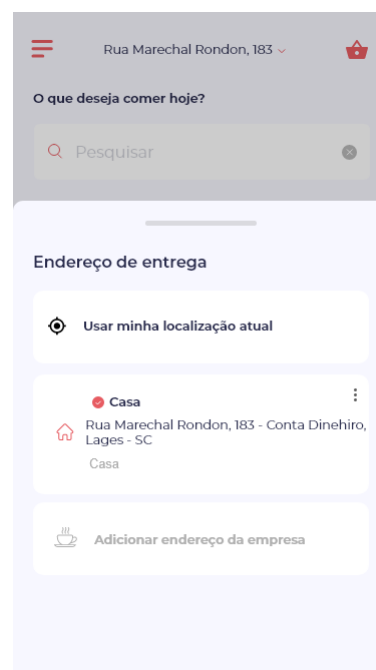 Rua Marechal Rondon, 183
O que deseja comer hoje?
Pesquisar
Endereço de entrega
Usar minha localização atual
Casa
Rua Marechal Rondon, 183 - Conta Dinehiro,
Lages - SC
Casa
Adicionar endereço da empresa